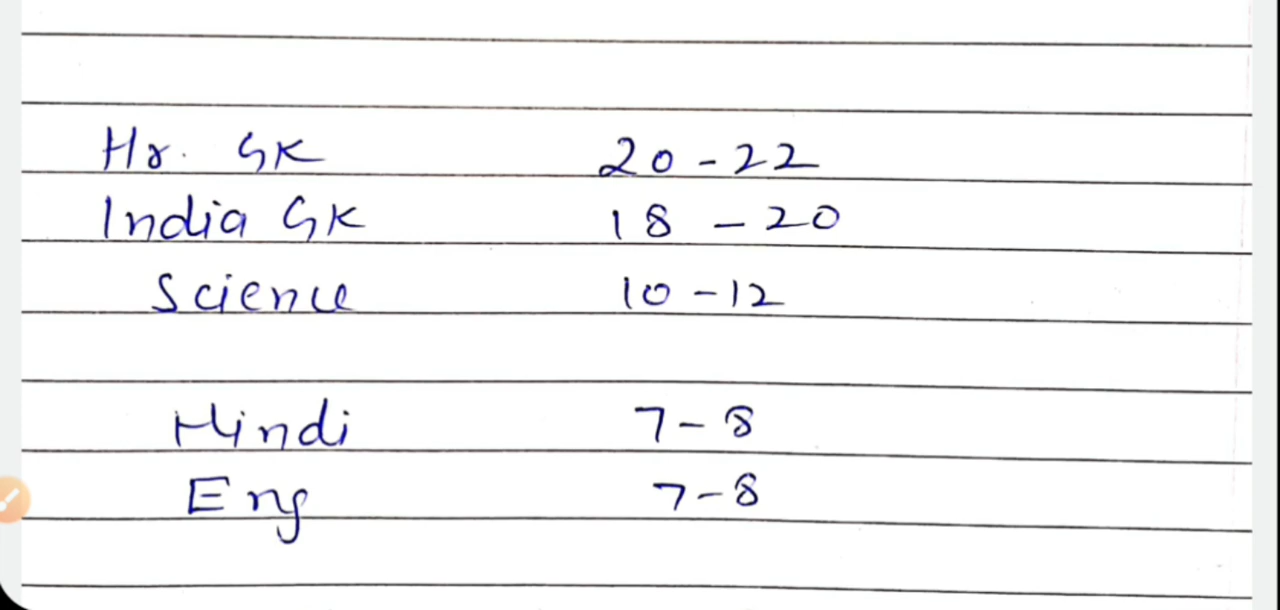 Hr. GK 20-22
India GK 18-20
Science 10-12
Hindi 7-8
Eng 7-8